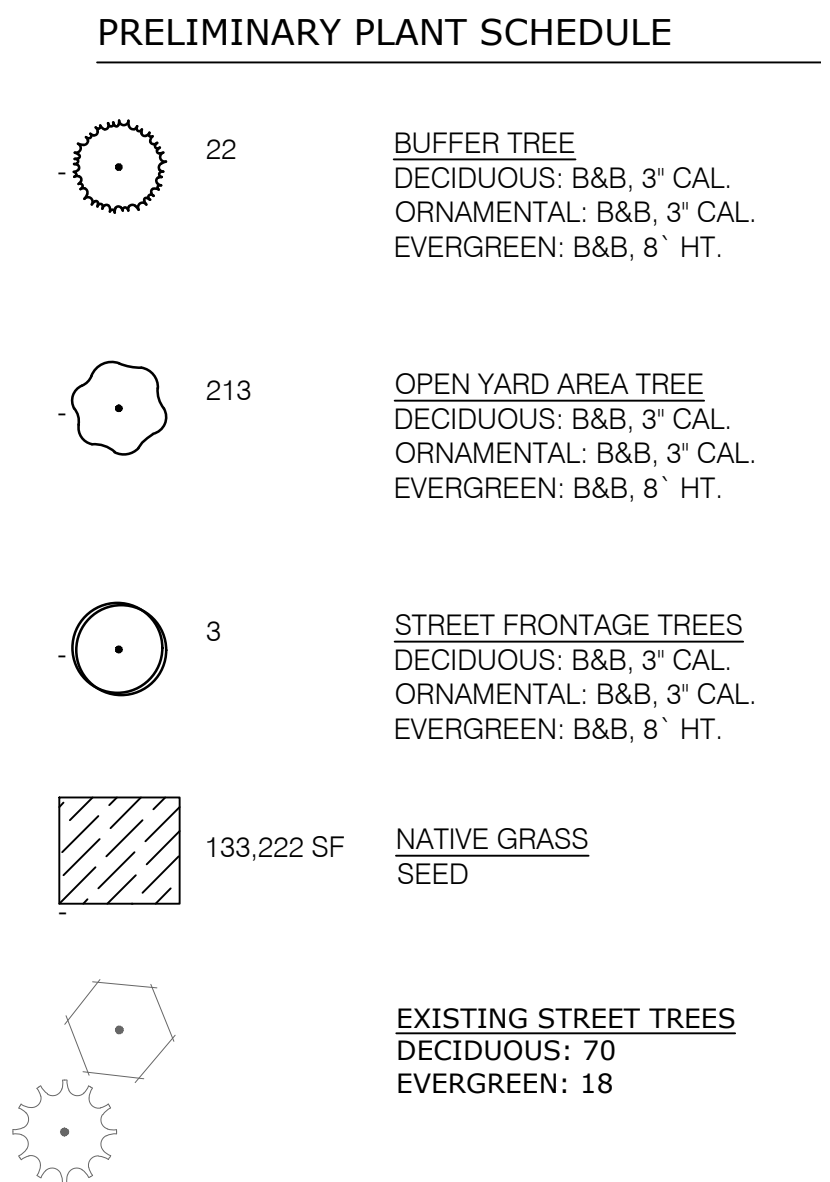 PRELIMINARY PLANT SCHEDULE
22
BUFFER TREE
DECIDUOUS: B&B, 3" CAL.
ORNAMENTAL: B&B, 3" CAL.
EVERGREEN: B&B, 8` HT.
213
OPEN YARD AREA TREE
DECIDUOUS: B&B, 3" CAL.
ORNAMENTAL: B&B, 3" CAL.
EVERGREEN: B&B, 8` HT.
3
STREET FRONTAGE TREES
DECIDUOUS: B&B, 3" CAL.
ORNAMENTAL: B&B, 3" CAL.
EVERGREEN: B&B, 8` HT.
133,222 SF
NATIVE GRASS
SEED
EXISTING STREET TREES
DECIDUOUS: 70
EVERGREEN: 18